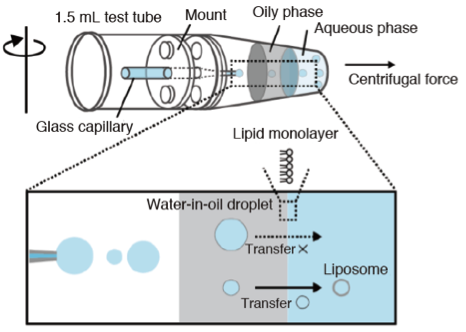 1.5 mL test tube
Mount
Oily phase
Aqueous phase
Centrifugal force
Glass capillary
Lipid monolayer
Water-in-oil droplet
Transfer ×
Liposome
Transfer ○